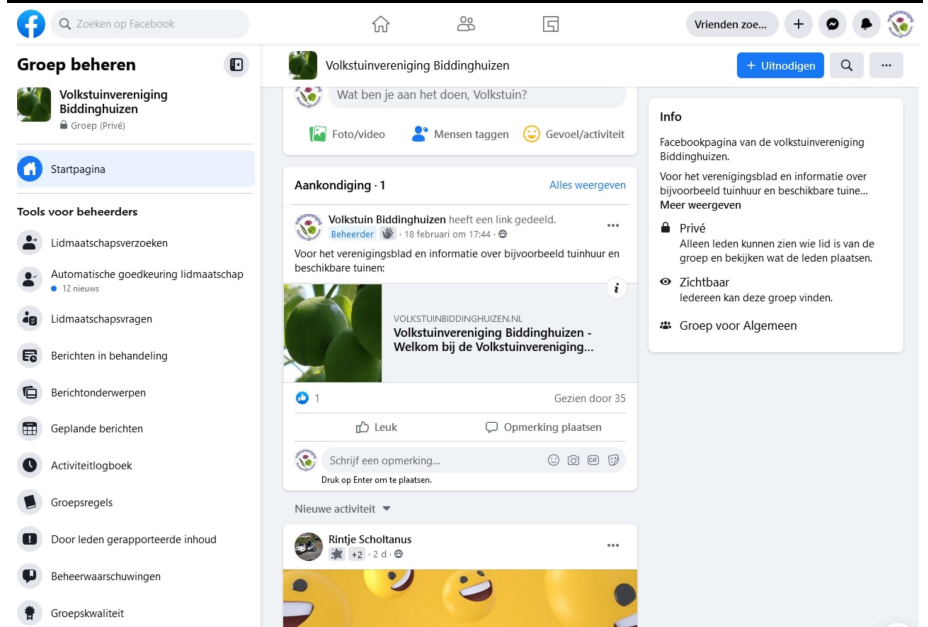 Zoeken op Facebook
Vrienden zoe...
Groep beheren
Volkstuinvereniging
Biddinghuizen
Groep (Privé)
Startpagina
Tools voor beheerders
Lidmaatschapsverzoeken
Automatische goedkeuring lidmaatschap
12 nieuws
Lidmaatschapsvragen
Berichten in behandeling
Berichtonderwerpen
Geplande berichten
Activiteitlogboek
Groepsregels
Door leden gerapporteerde inhoud
Beheerwaarschuwingen
Groepskwaliteit
Volkstuinvereniging Biddinghuizen
+ Uitnodigen
Wat ben je aan het doen, Volkstuin?
Foto/video
Mensen taggen
Gevoel/activiteit
Aankondiging · 1
Alles weergeven
Volkstuin Biddinghuizen heeft een link gedeeld.
Beheerder · 18 februari om 17:44 ·
Voor het verenigingsblad en informatie over bijvoorbeeld tuinhuur en
beschikbare tuinen:
VOLKSTUINBIDDINGHUIZEN.NL
Volkstuinvereniging Biddinghuizen -
Welkom bij de Volkstuinvereniging...
1
Gezien door 35
Leuk
Opmerking plaatsen
Schrijf een opmerking...
GIF
Druk op Enter om te plaatsen.
Nieuwe activiteit
Rintje Scholtanus
+2 · 2 d ·
Info
Facebookpagina van de volkstuinvereniging
Biddinghuizen.
Voor het verenigingsblad en informatie over
bijvoorbeeld tuinhuur en beschikbare tuine...
Meer weergeven
Privé
Alleen leden kunnen zien wie lid is van de
groep en bekijken wat de leden plaatsen.
Zichtbaar
Iedereen kan deze groep vinden.
Groep voor Algemeen